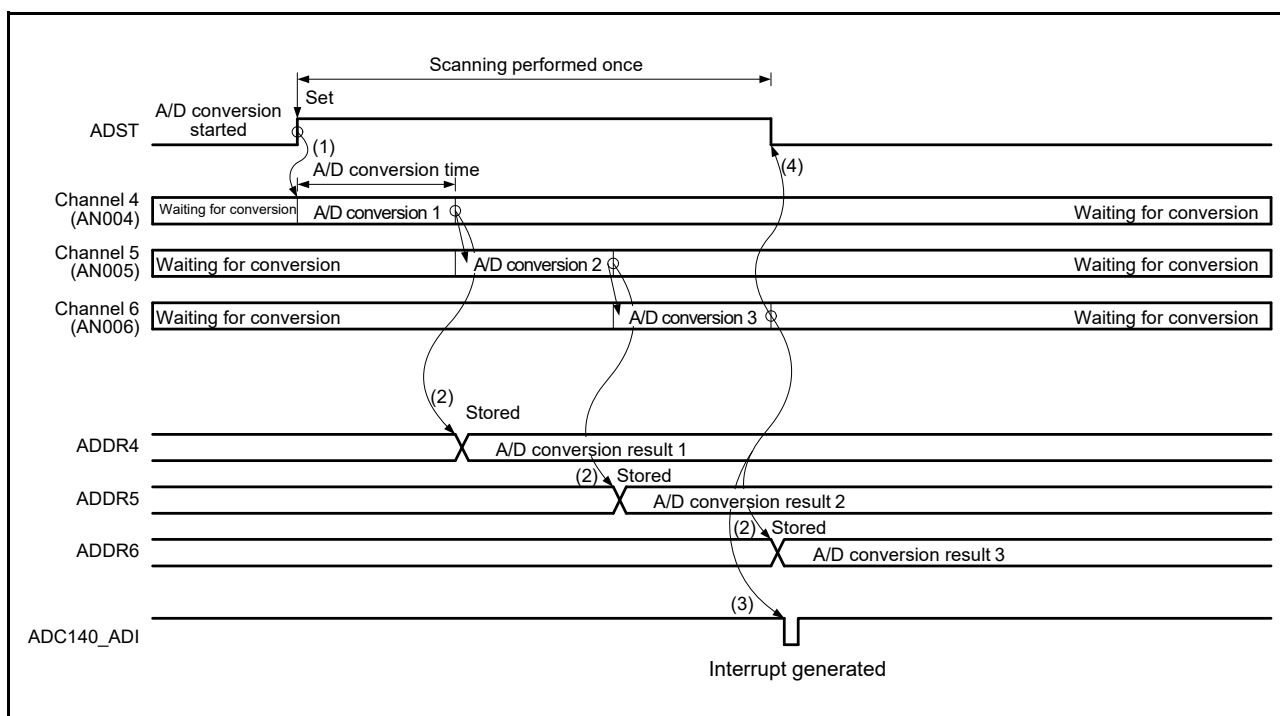 Scanning performed once
Set
A/D conversion
started
ADST
(1)
(4)
A/D conversion time
Channel 4
(AN004)
Waiting for conversion
A/D conversion 1
Waiting for conversion
Channel 5
(AN005)
Waiting for conversion
A/D conversion 2
Waiting for conversion
Channel 6
(AN006)
Waiting for conversion
A/D conversion 3
Waiting for conversion
(2)
Stored
ADDR4
A/D conversion result 1
(2)
Stored
ADDR5
A/D conversion result 2
(2)
Stored
ADDR6
A/D conversion result 3
(3)
ADC140_ADI
Interrupt generated